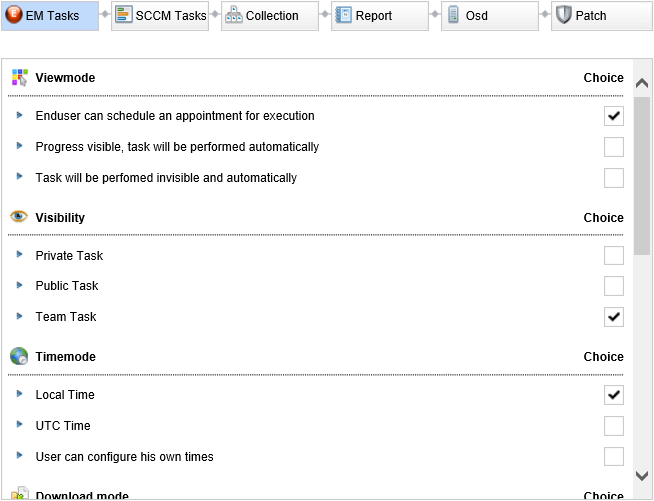 EM Tasks SCCM Tasks Collection Report Osd Patch
Viewmode Choice
Enduser can schedule an appointment for execution
Progress visible, task will be performed automatically
Task will be perfomed invisible and automatically
Visibility Choice
Private Task
Public Task
Team Task
Timemode Choice
Local Time
UTC Time
User can configure his own times
Download mode Choice